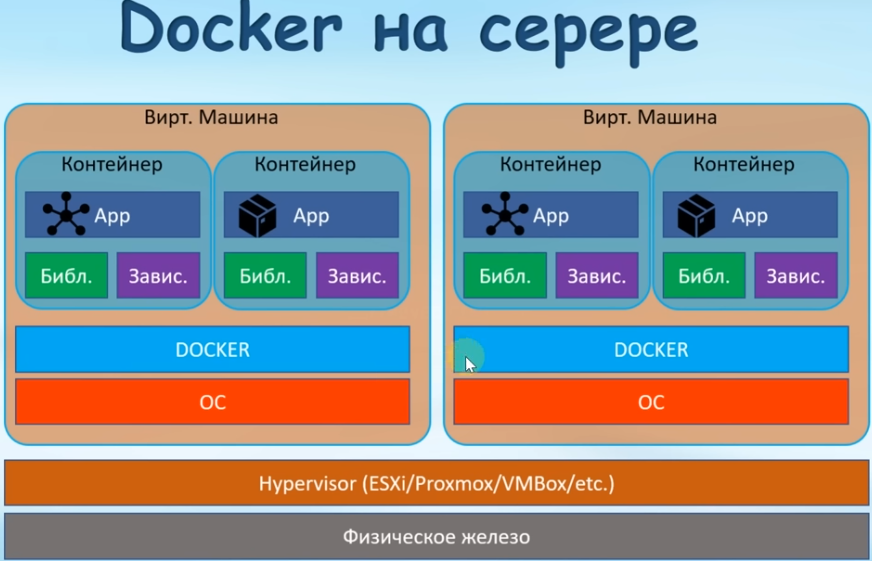 Docker на серере
Вирт. Машина
Контейнер
App
Библ.
Завис.
Контейнер
App
Библ.
Завис.
DOCKER
ОС
Вирт. Машина
Контейнер
App
Библ.
Завис.
Контейнер
App
Библ.
Завис.
DOCKER
ОС
Hypervisor (ESXi/Proxmox/VMBox/etc.)
Физическое железо